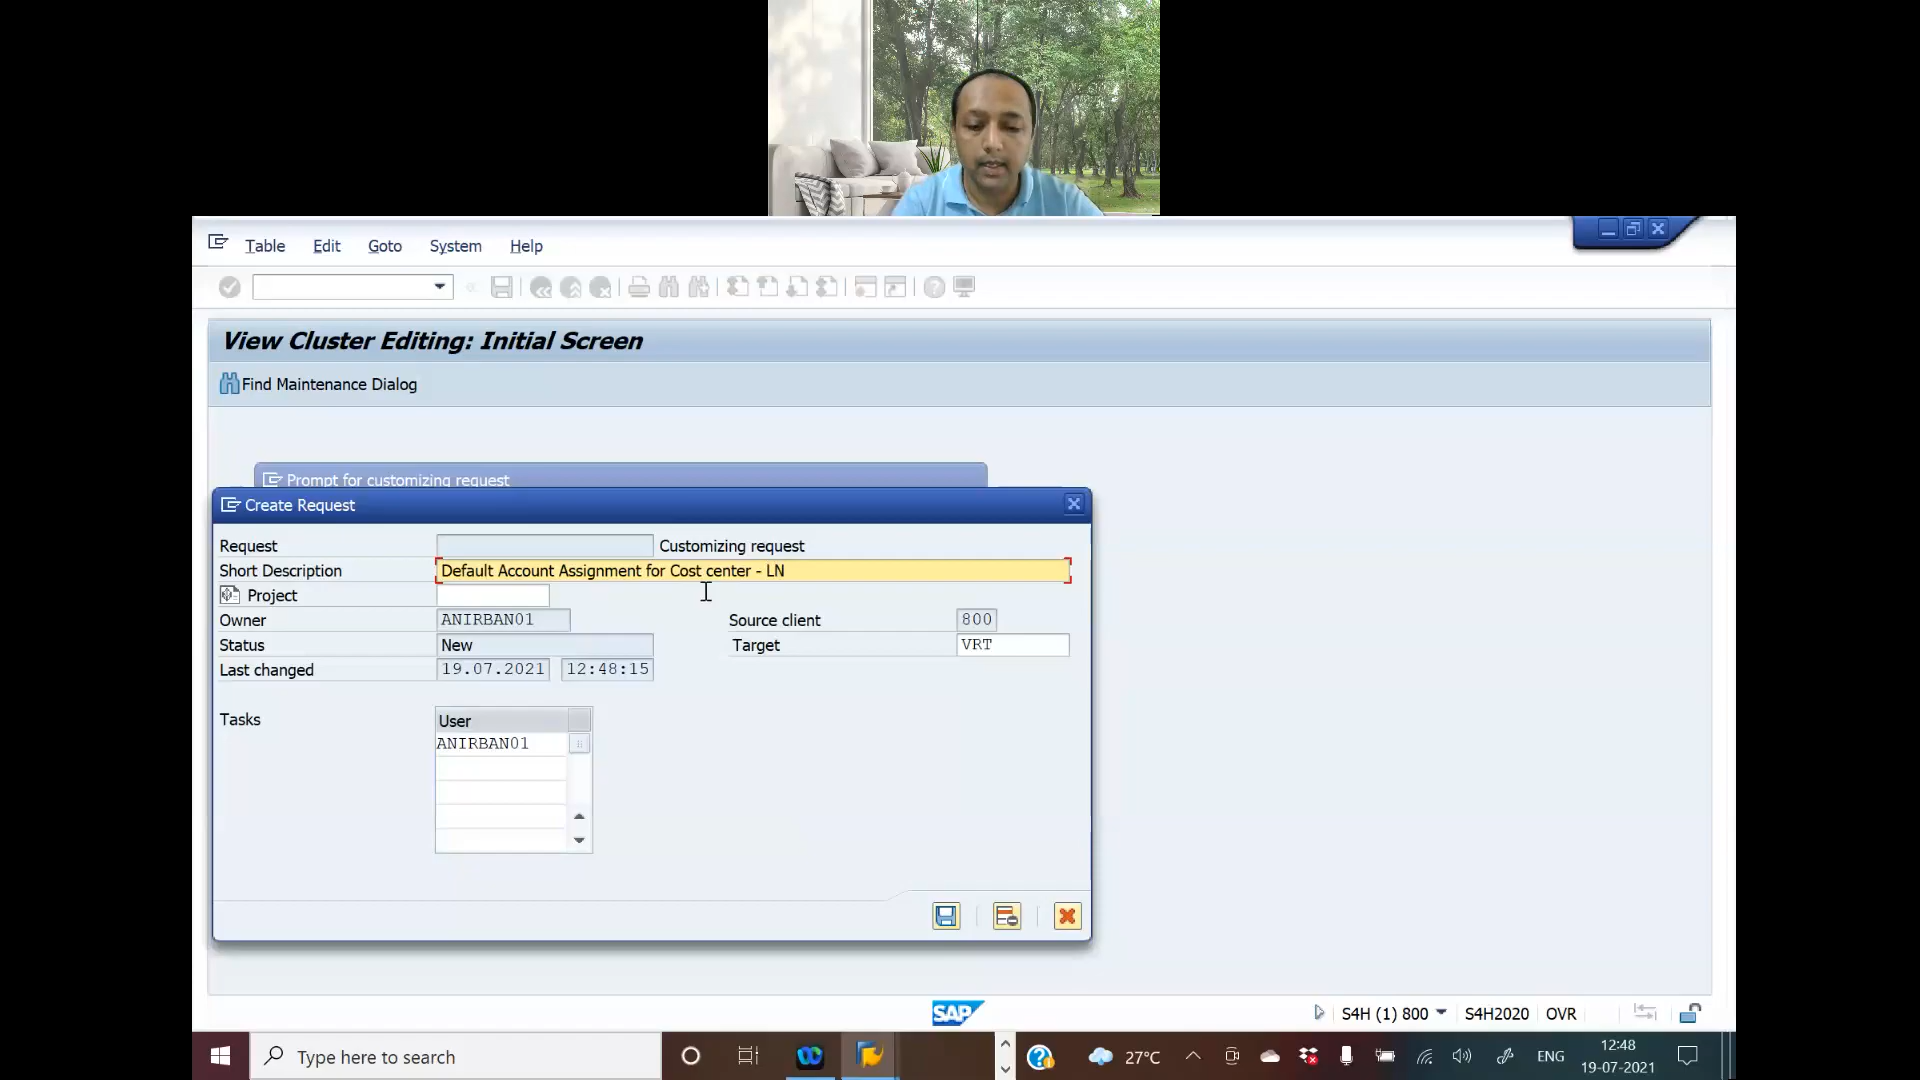 Table Edit Goto System Help
View Cluster Editing: Initial Screen
Find Maintenance Dialog
Prompt for customizing request
Create Request
Request Customizing request
Short Description Default Account Assignment for Cost center - LN
Project
Owner ANIRBAN01 Source client 800
Status New Target VRT
Last changed 19.07.2021 12:48:15
Tasks User
ANIRBAN01
SAP S4H (1) 800 S4H2020 OVR
Type here to search 27°C ENG 12:48
19-07-2021